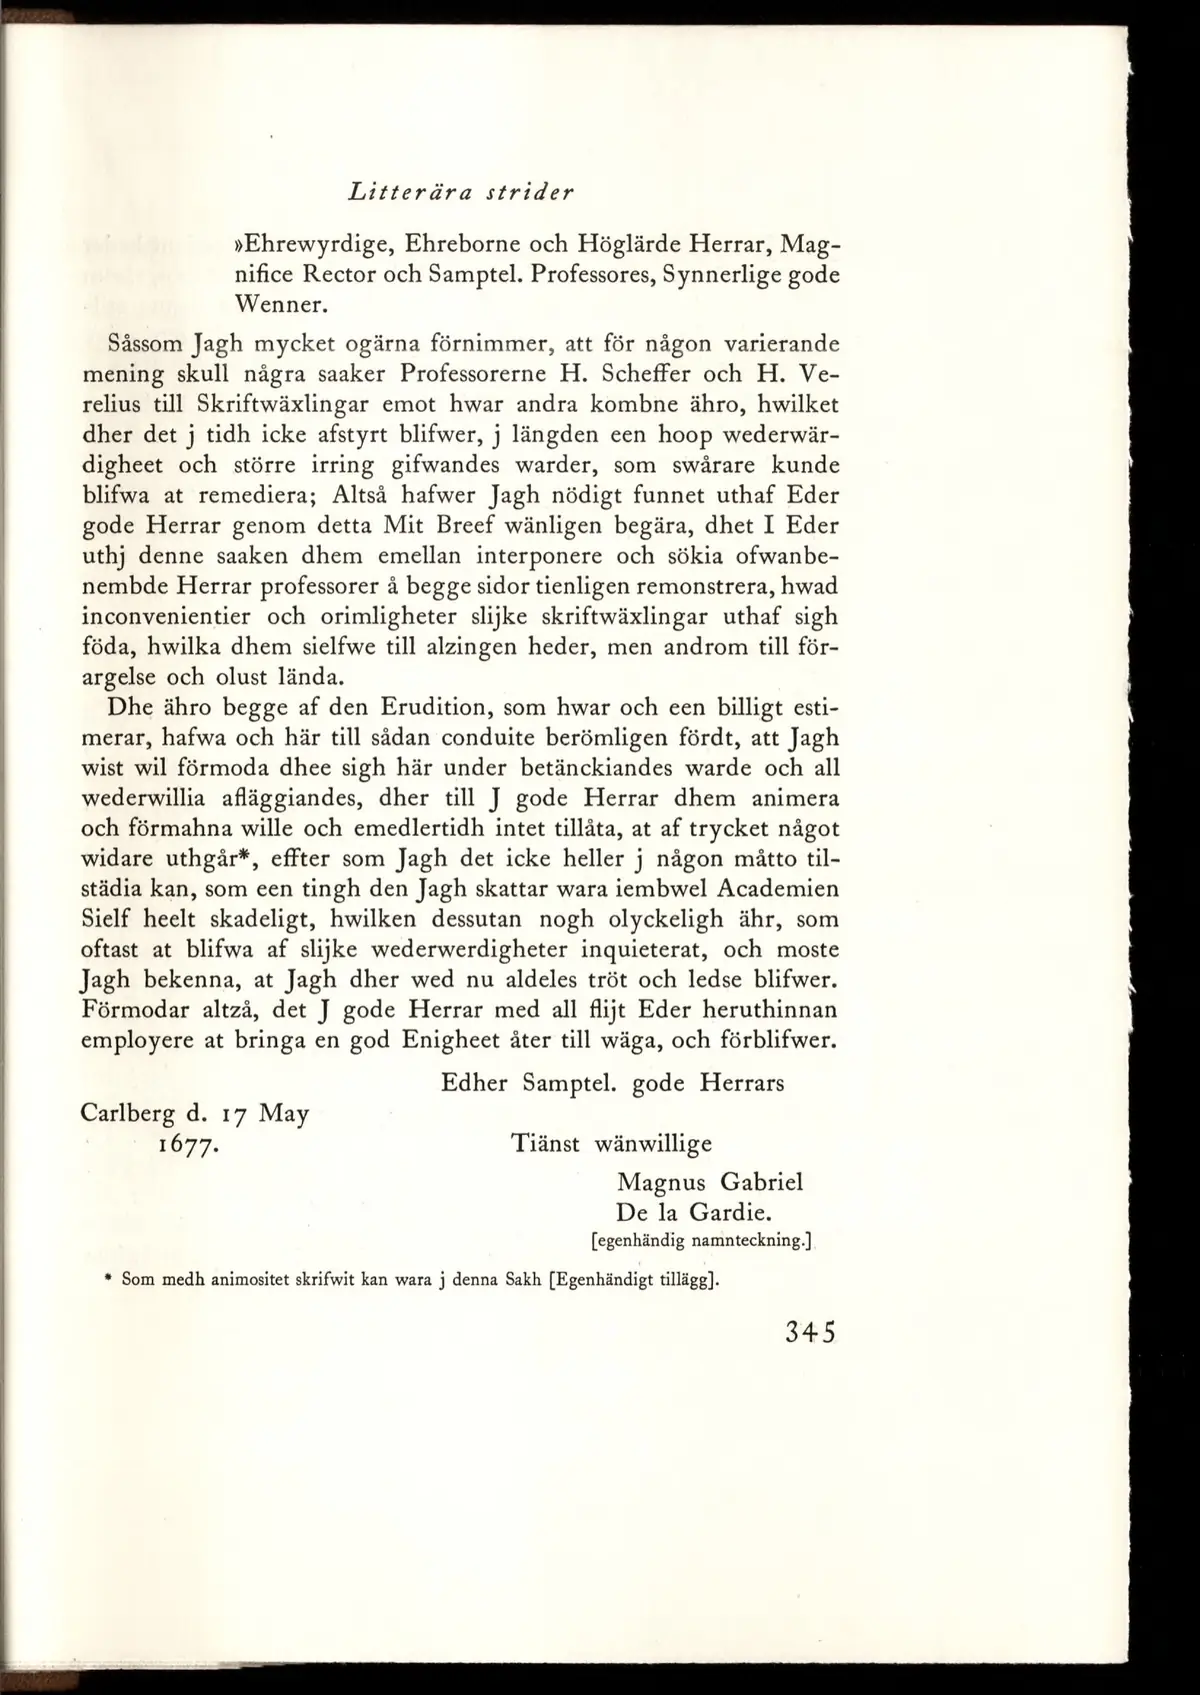 Litterära strider
»Ehrewyrdige, Ehreborne och Höglärde Herrar, Mag-
nifice Rector och Samptel. Professores, Synnerlige gode
Wenner.
Såssom Jagh mycket ogärna förnimmer, att för någon varierande
mening skull några saaker Professorerne H. Scheffer och H. Ve-
relius till Skriftwäxlingar emot hwar andra kombne ähro, hwilket
dher det j tidh icke afstyrt blifwer, j längden een hoop wederwär-
digheet och större irring gifwandes warder, som swårare kunde
blifwa at remediera; Altså hafwer Jagh nödigt funnet uthaf Eder
gode Herrar genom detta Mit Breef wänligen begära, dhet I Eder
uthj denne saaken dhem emellan interponere och sökia ofwanbe-
nembde Herrar professorer å begge sidor tienligen remonstrera, hwad
inconvenientier och orimligheter slijke skriftwäxlingar uthaf sigh
föda, hwilka dhem sielfwe till alzingen heder, men androm till för-
argelse och olust lända.
Dhe ähro begge af den Erudition, som hwar och een billigt esti-
merar, hafwa och här till sådan conduite berömligen fördt, att Jagh
wist wil förmoda dhee sigh här under betänckiandes warde och all
wederwillia afläggiandes, dher till J gode Herrar dhem animera
och förmahna wille och emedlertidh intet tillåta, at af trycket något
widare uthgår*, effter som Jagh det icke heller j någon måtto til-
städia kan, som een tingh den Jagh skattar wara iembwel Academien
Sielf heelt skadeligt, hwilken dessutan nogh olyckeligh ähr, som
oftast at blifwa af slijke wederwerdigheter inquieterat, och moste
Jagh bekenna, at Jagh dher wed nu aldeles tröt och ledse blifwer.
Förmodar altzå, det J gode Herrar med all flijt Eder heruthinnan
employere at bringa en god Enigheet åter till wäga, och förblifwer.
Edher Samptel. gode Herrars
Carlberg d. 17 May
1677.
Tiänst wänwillige
Magnus Gabriel
De la Gardie.
[egenhändig namnteckning.]
* Som medh animositet skrifwit kan wara j denna Sakh [Egenhändigt tillägg].
345